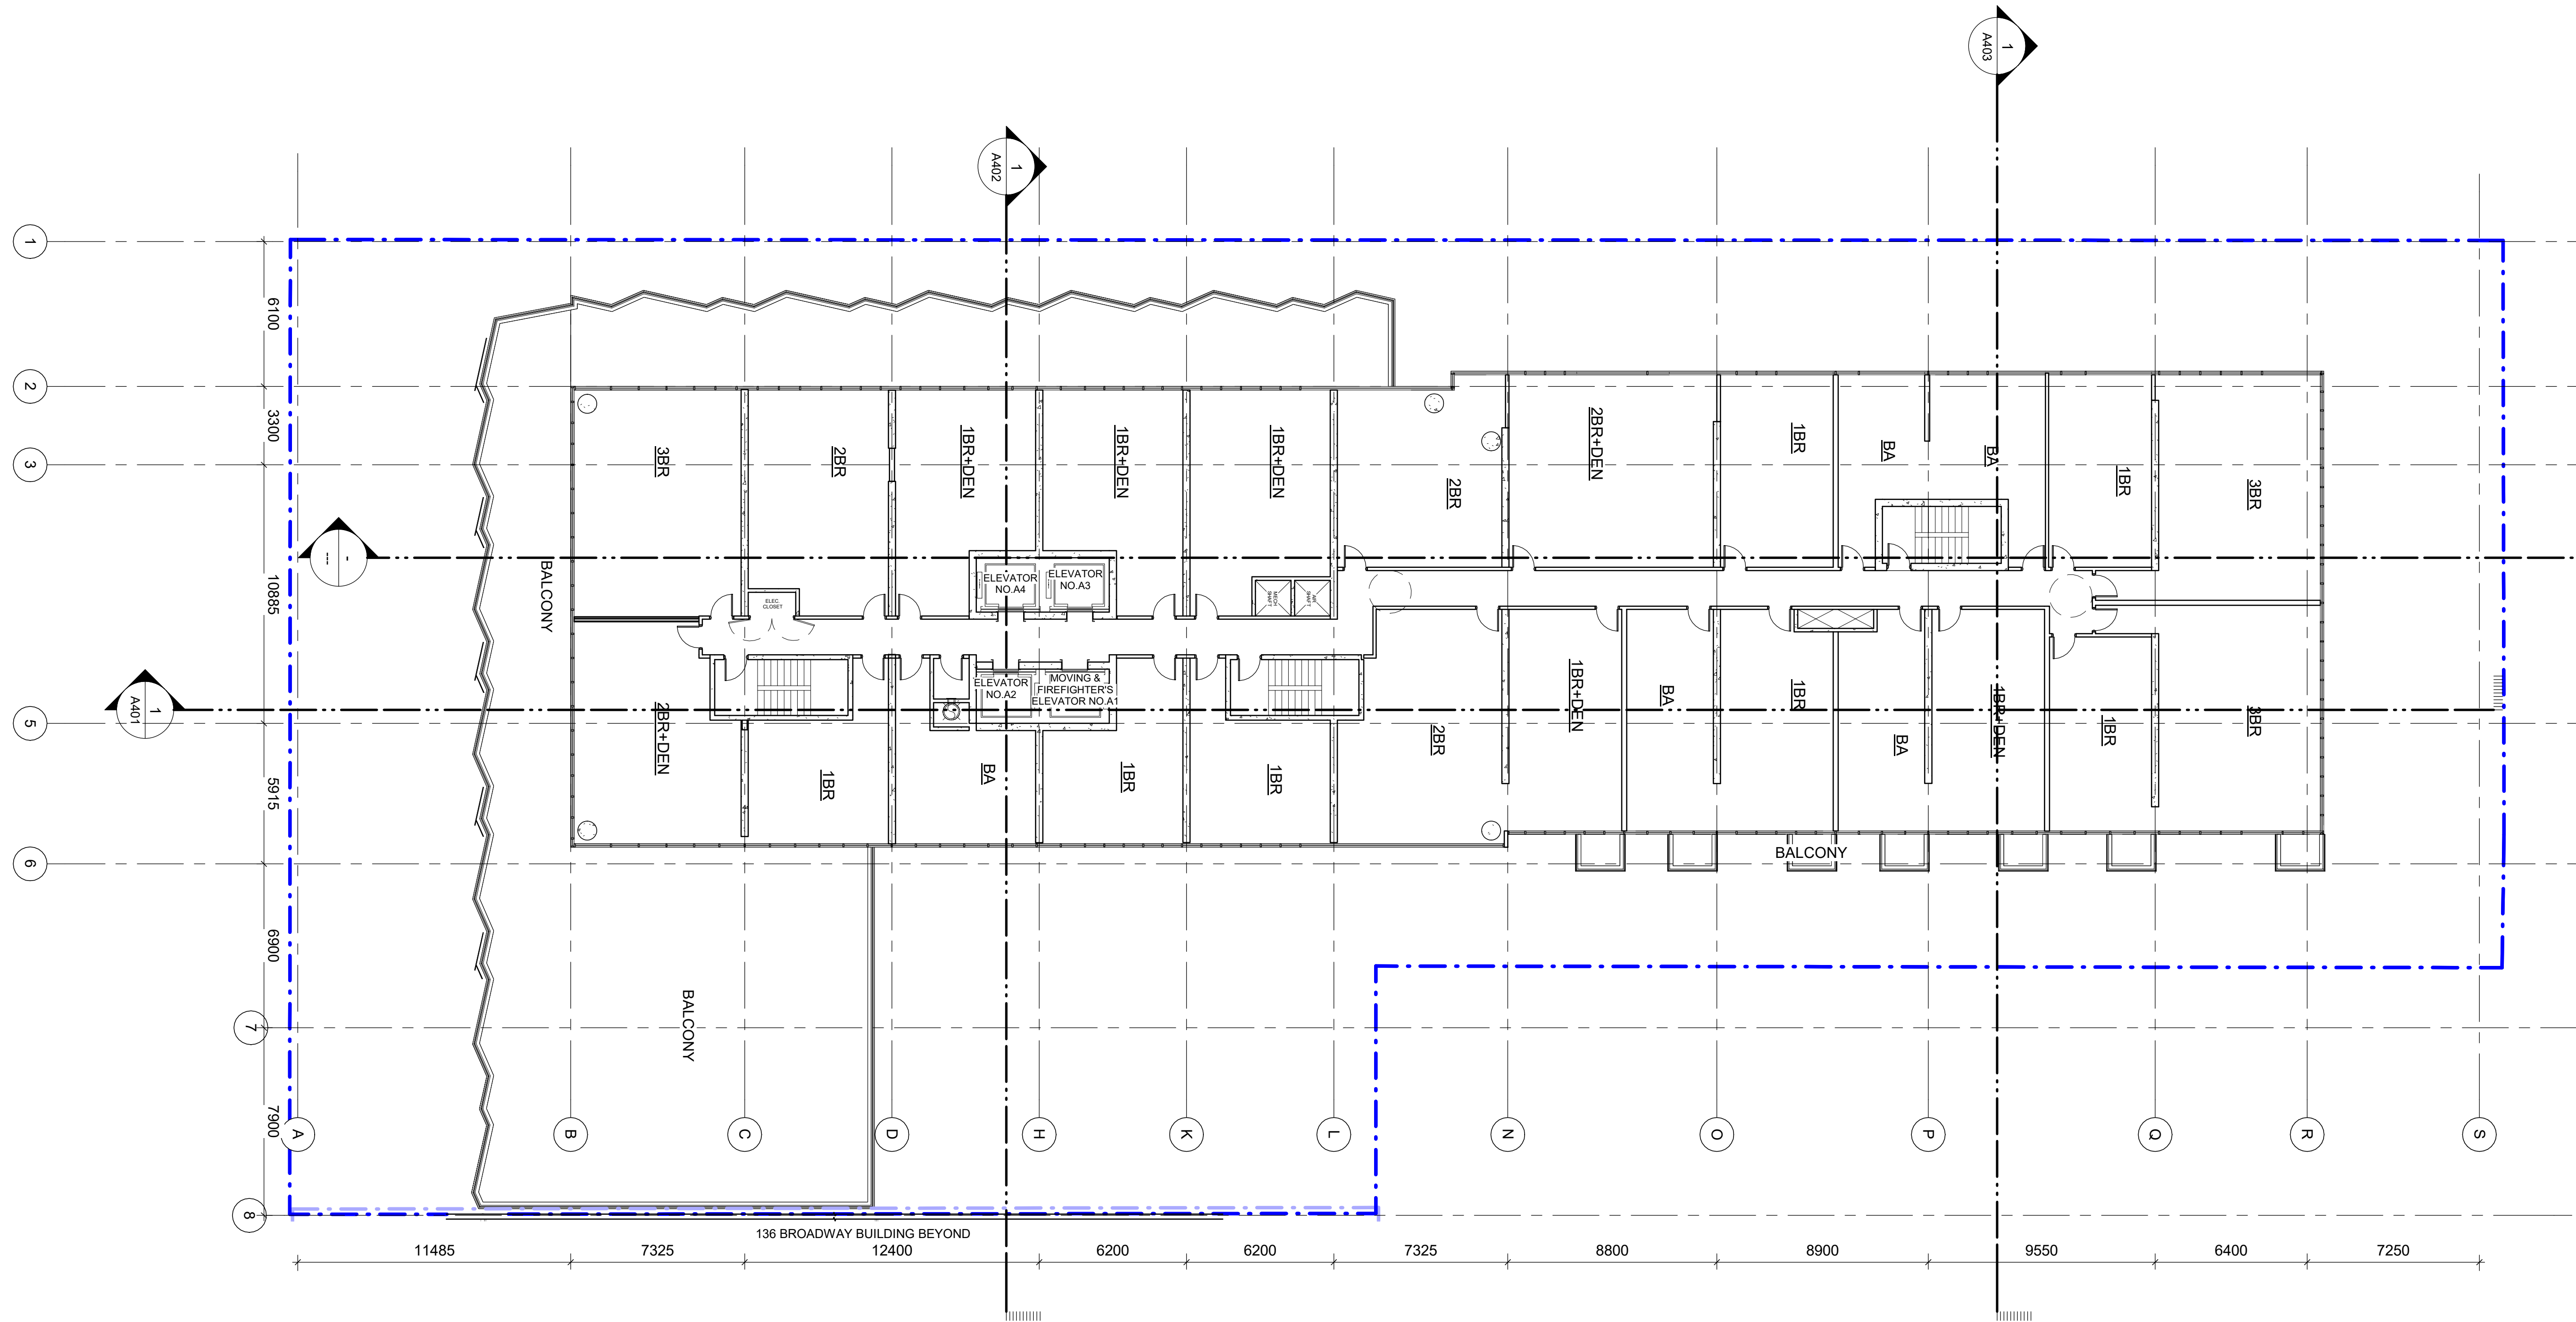 1
A403
1
A402
1
2
3
5
6
7
8
6100
3300
10885
5915
6900
7900
-
---
1
A401
3BR
2BR
1BR+DEN
1BR+DEN
1BR+DEN
2BR
2BR+DEN
1BR
BA
BA
1BR
3BR
BALCONY
ELEC.
CLOSET
ELEVATOR
NO.A4
ELEVATOR
NO.A3
MECH
SHAFT
AIR
SHAFT
ELEVATOR
NO.A2
MOVING &
FIREFIGHTER'S
ELEVATOR NO.A1
2BR+DEN
1BR
BA
1BR
1BR
2BR
1BR+DEN
BA
1BR
BA
1BR+DEN
1BR
3BR
BALCONY
BALCONY
A
B
C
D
H
K
L
N
O
P
Q
R
S
136 BROADWAY BUILDING BEYOND
11485
7325
12400
6200
6200
7325
8800
8900
9550
6400
7250